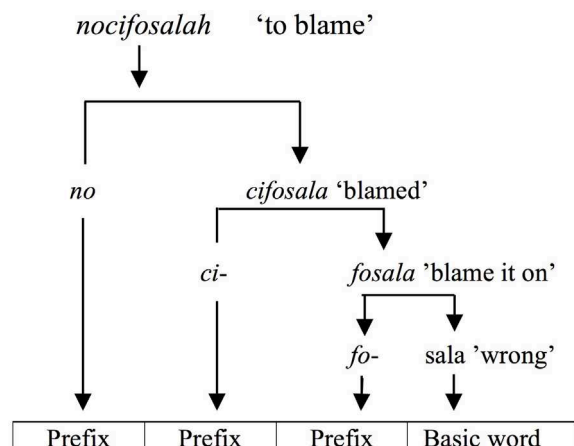 nocifosalah ‘to blame’
no cifosala ‘blamed’
ci- fosala ’blame it on’
fo- sala ’wrong’
Prefix Prefix Prefix Basic word